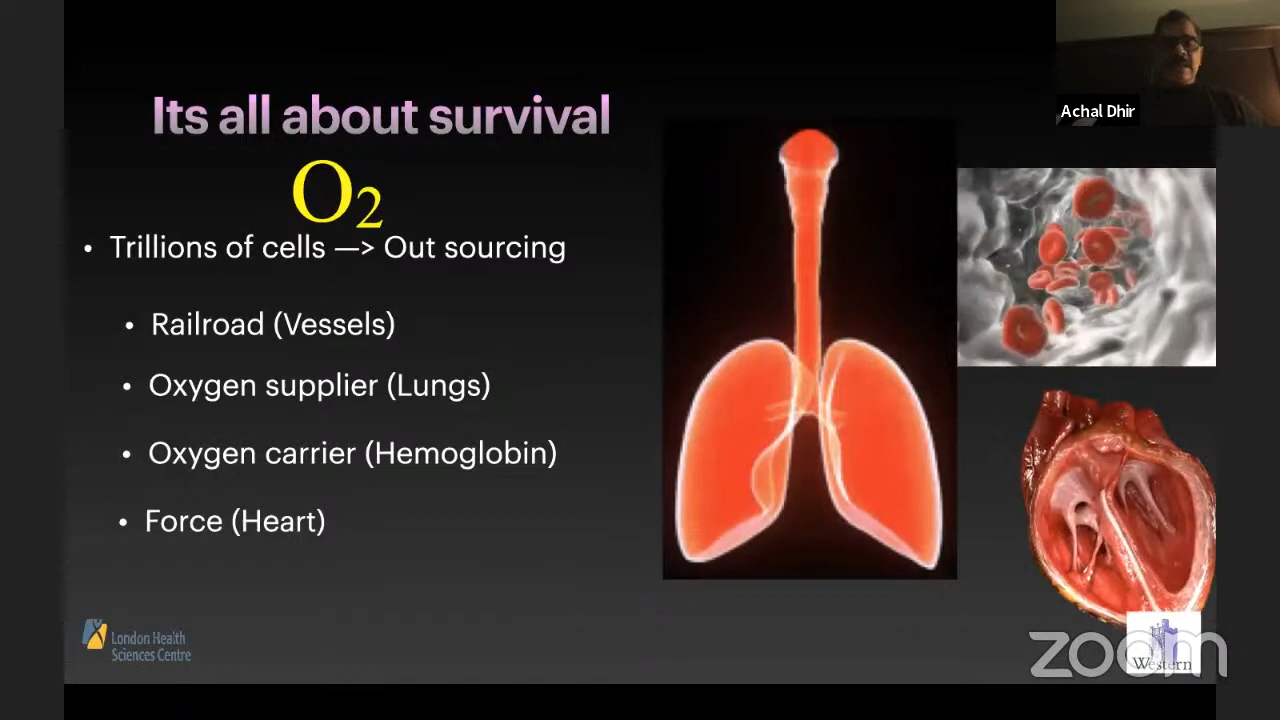 Its all about survival
O2
• Trillions of cells —> Out sourcing
• Railroad (Vessels)
• Oxygen supplier (Lungs)
• Oxygen carrier (Hemoglobin)
• Force (Heart)
London Health
Sciences Centre
Achal Dhir
zoom
Western